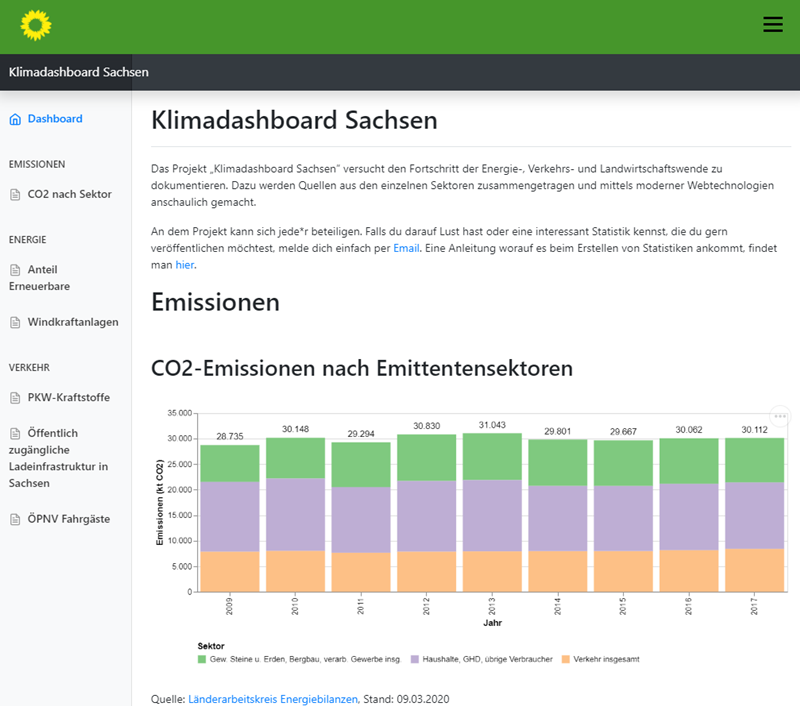 Klimadashboard Sachsen
Dashboard
EMISSIONEN
CO2 nach Sektor
ENERGIE
Anteil
Erneuerbare
Windkraftanlagen
VERKEHR
PKW-Kraftstoffe
Öffentlich
zugängliche
Ladeinfrastruktur in
Sachsen
ÖPNV Fahrgäste
Klimadashboard Sachsen
Das Projekt „Klimadashboard Sachsen" versucht den Fortschritt der Energie-, Verkehrs- und Landwirtschaftswende zu
dokumentieren. Dazu werden Quellen aus den einzelnen Sektoren zusammengetragen und mittels moderner Webtechnologien
anschaulich gemacht.
An dem Projekt kann sich jede*r beteiligen. Falls du darauf Lust hast oder eine interessant Statistik kennst, die du gern
veröffentlichen möchtest, melde dich einfach per Email. Eine Anleitung worauf es beim Erstellen von Statistiken ankommt, findet
man hier.
Emissionen
CO2-Emissionen nach Emittentensektoren
Emissionen (kt CO2)
35 000
30 000
25 000
20 000
15 000
10 000
5 000
0
28.735
30.148
29.294
30.830
31.043
29.801
29.667
30.062
30.112
2009
2010
2011
2012
2013
2014
2015
2016
2017
Jahr
Sektor
Gew. Steine u. Erden, Bergbau, verarb. Gewerbe insg.
Haushalte, GHD, übrige Verbraucher
Verkehr insgesamt
Quelle: Länderarbeitskreis Energiebilanzen, Stand: 09.03.2020